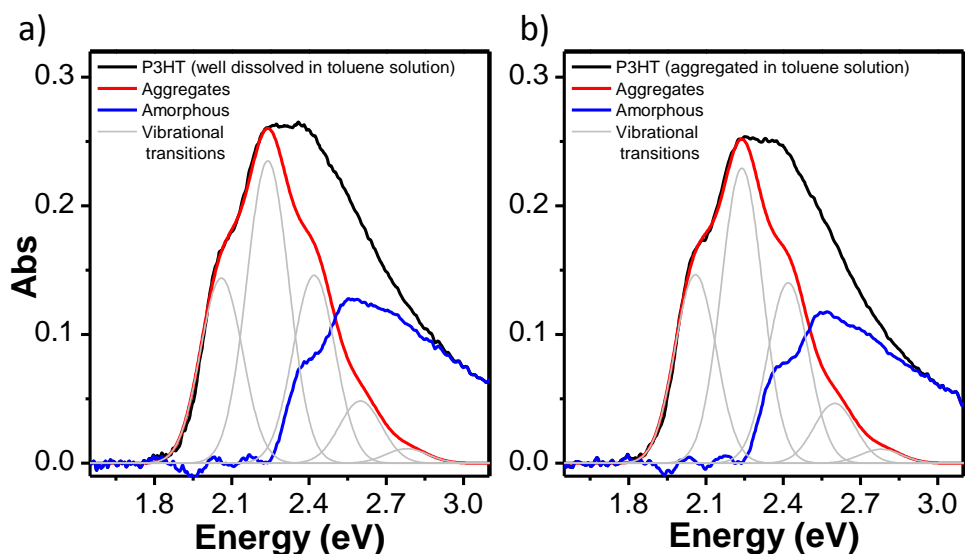 a)
0.3
0.2
0.1
0.0
Abs
P3HT (well dissolved in toluene solution)
Aggregates
Amorphous
Vibrational
transitions
1.8 2.1 2.4 2.7 3.0
Energy (eV)
b)
0.3
0.2
0.1
0.0
P3HT (aggregated in toluene solution)
Aggregates
Amorphous
Vibrational
transitions
1.8 2.1 2.4 2.7 3.0
Energy (eV)